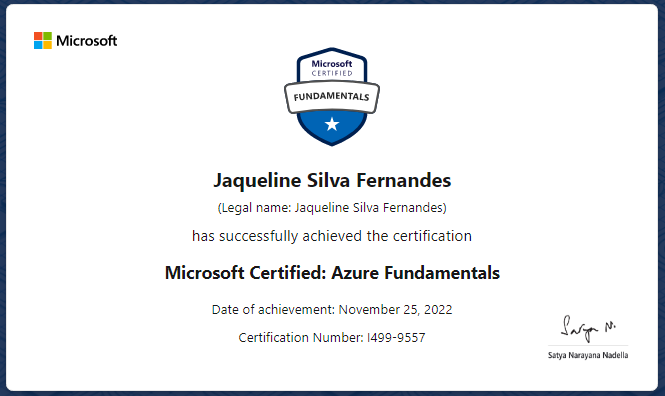 Microsoft
Microsoft
CERTIFIED
FUNDAMENTALS
Jaqueline Silva Fernandes
(Legal name: Jaqueline Silva Fernandes)
has successfully achieved the certification
Microsoft Certified: Azure Fundamentals
Date of achievement: November 25, 2022
Certification Number: I499-9557
Satya N.
Satya Narayana Nadella